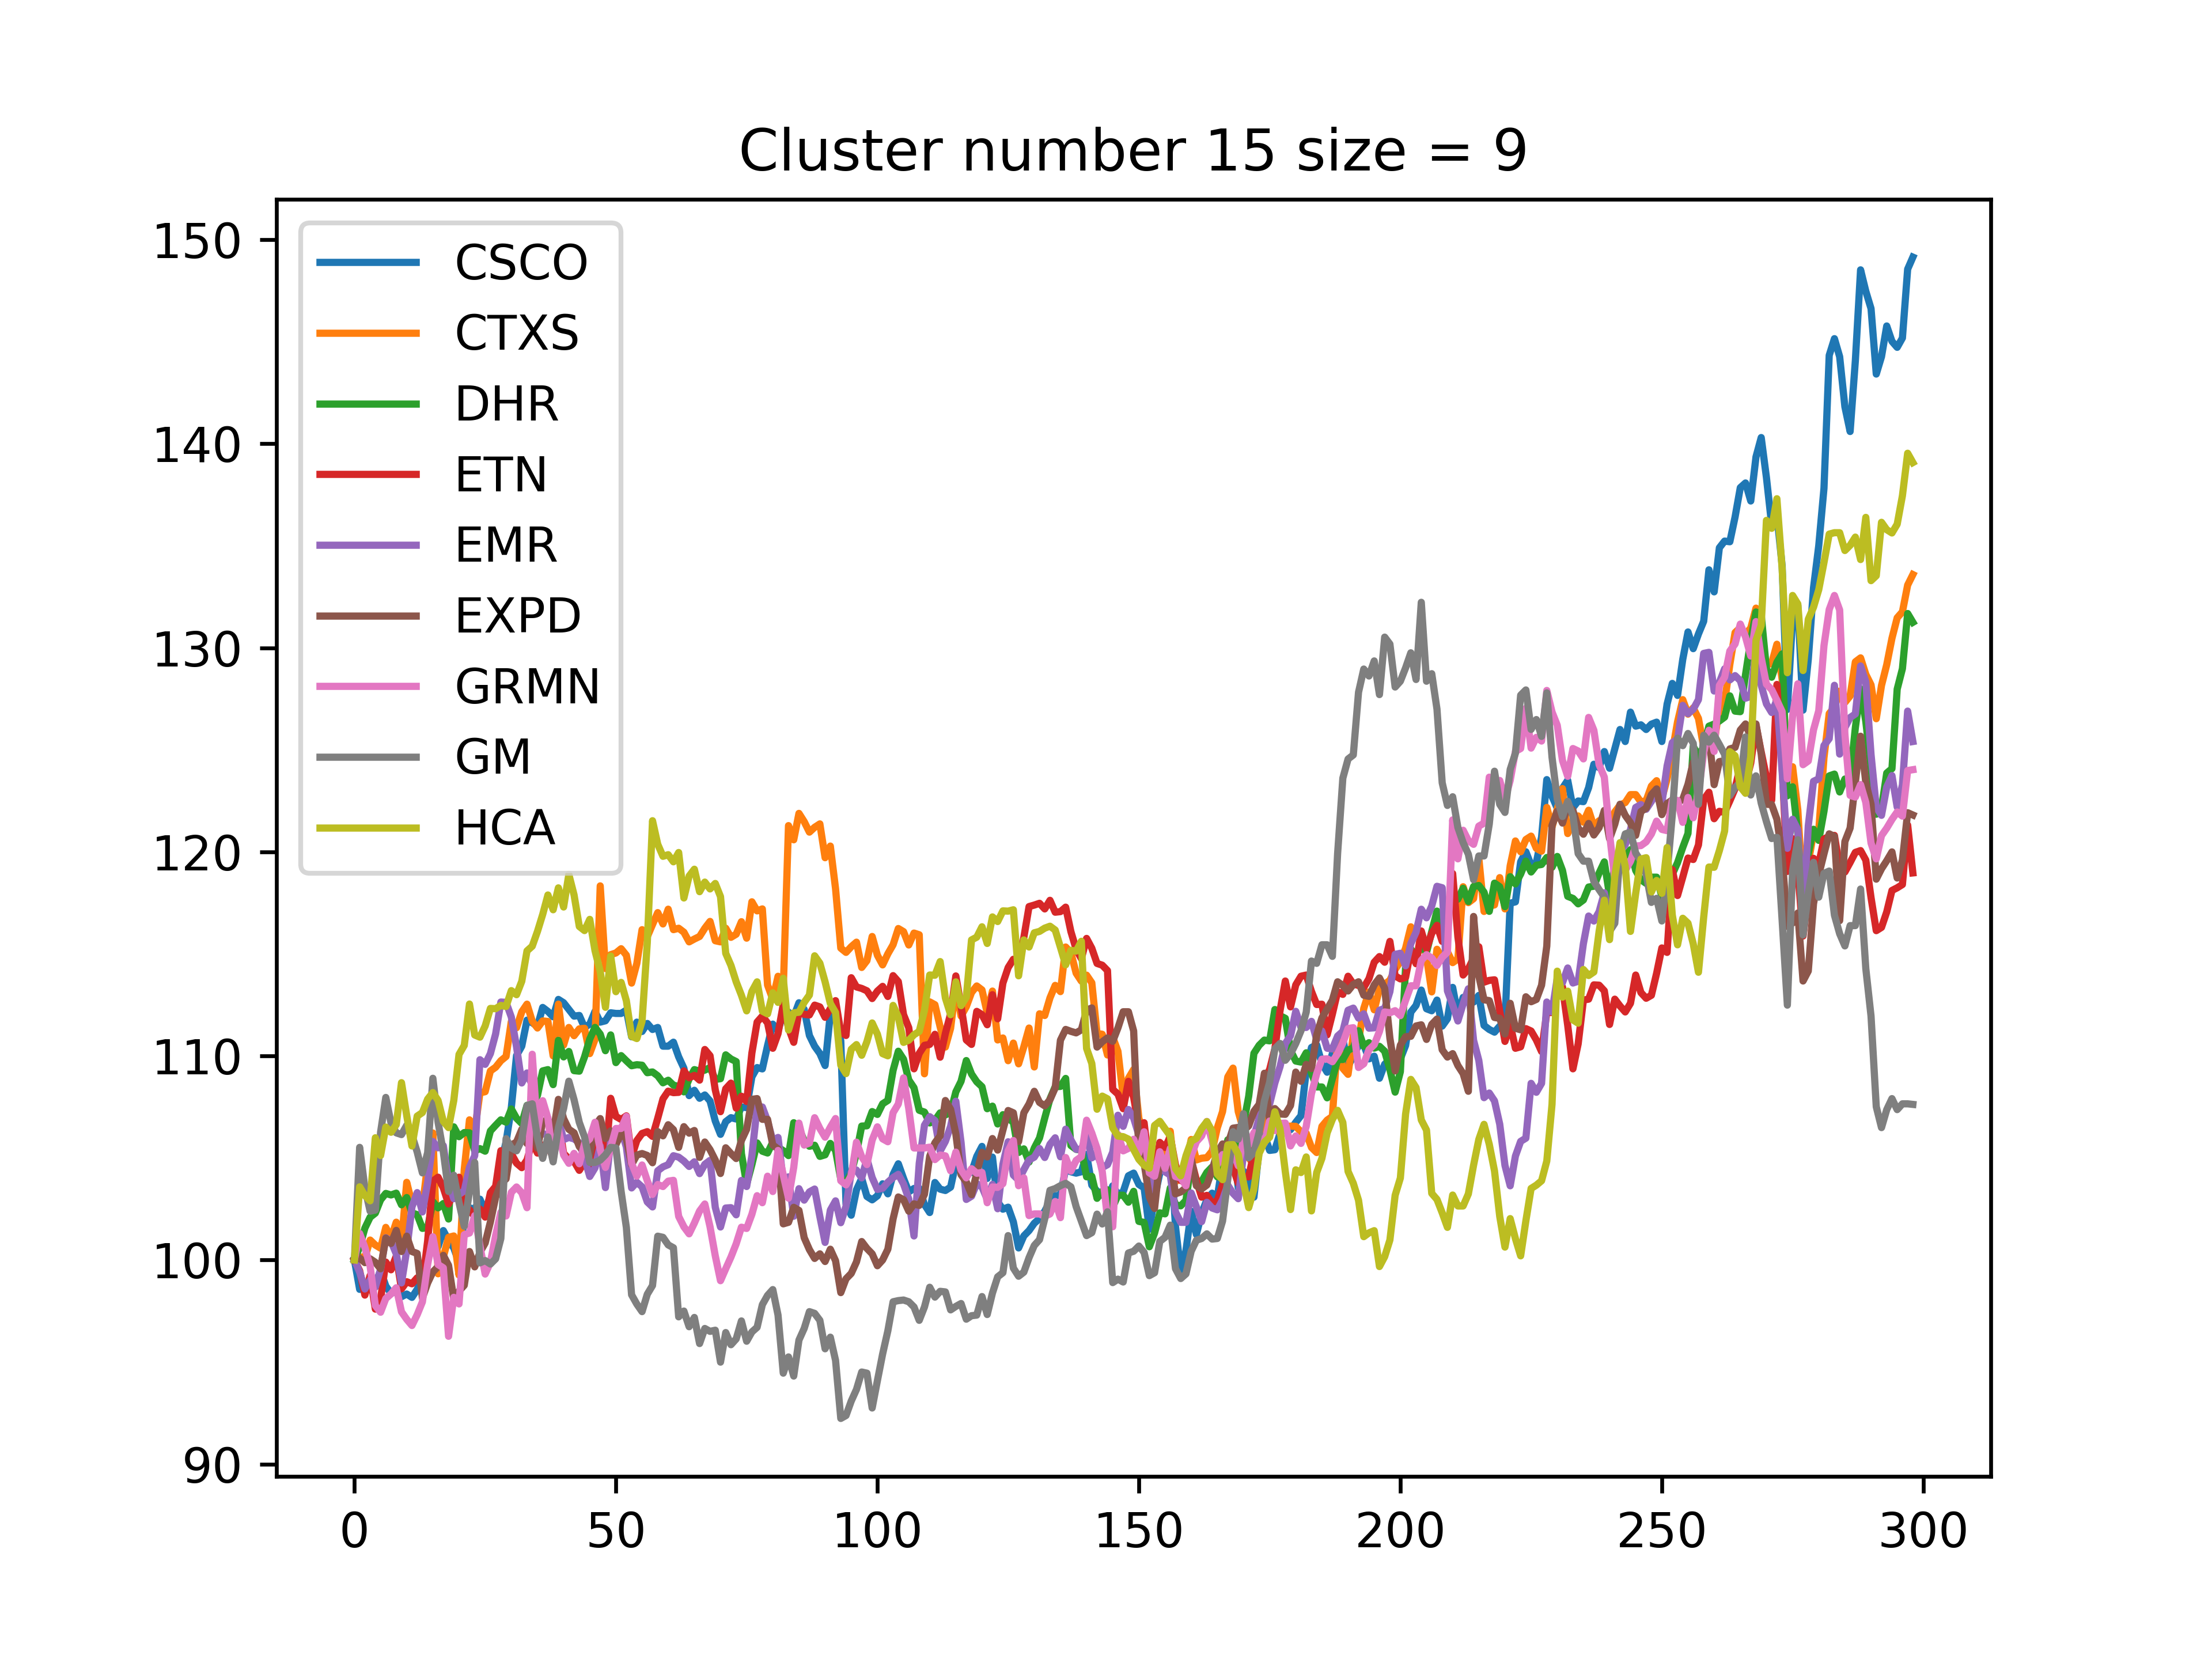 Cluster number 15 size = 9
150
140
130
120
110
100
90
CSCO
CTXS
DHR
ETN
EMR
EXPD
GRMN
GM
HCA
0 50 100 150 200 250 300